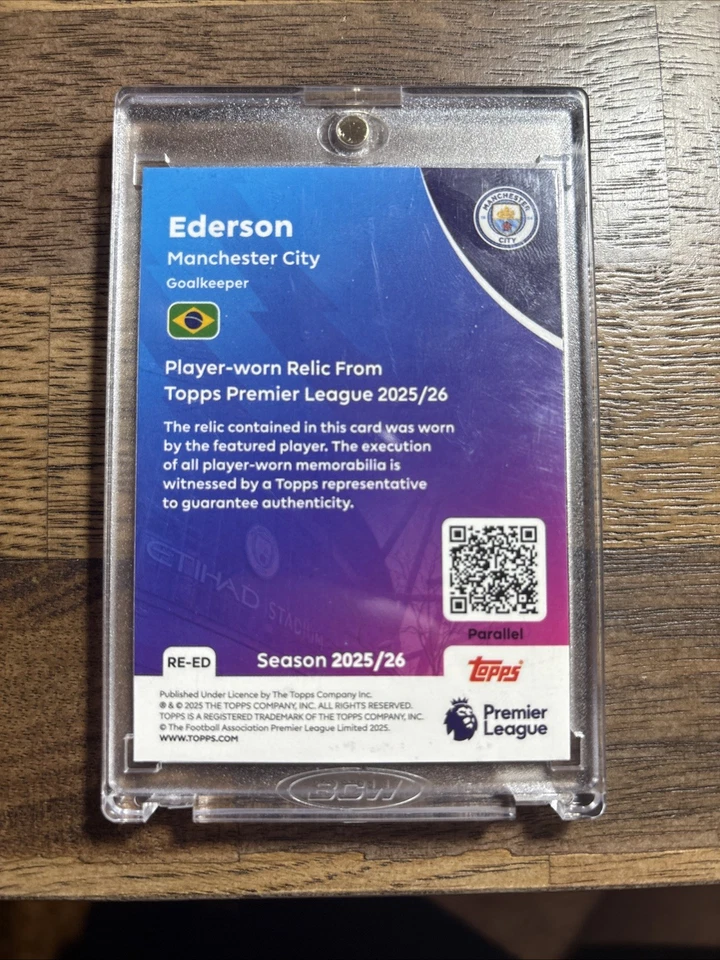 Ederson
Manchester City
Goalkeeper
MANCHESTER
CITY
Player-worn Relic From
Topps Premier League 2025/26
The relic contained in this card was worn
by the featured player. The execution
of all player-worn memorabilia is
witnessed by a Topps representative
to guarantee authenticity.
ETIHAD
STADIUM
Parallel
RE-ED
Season 2025/26
topps
Published Under Licence by The Topps Company Inc.
® & © 2025 THE TOPPS COMPANY, INC. ALL RIGHTS RESERVED.
TOPPS IS A REGISTERED TRADEMARK OF THE TOPPS COMPANY, INC.
© The Football Association Premier League Limited 2025.
WWW.TOPPS.COM
Premier
League
BCW